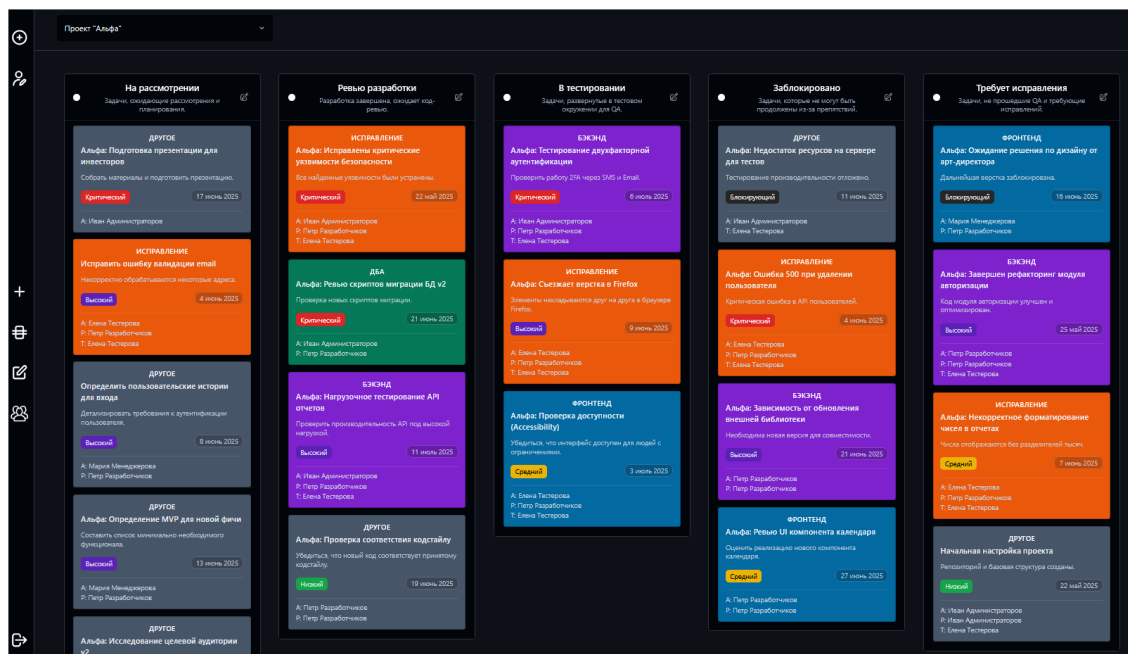 Проект "Альфа"
На рассмотрении
Задачи, ожидающие рассмотрения и
планирования.
ДРУГОЕ
Альфа: Подготовка презентации для
инвесторов
Собрать материалы и подготовить презентацию.
Критический
17 июнь 2025
А: Иван Администраторов
ИСПРАВЛЕНИЕ
Исправить ошибку валидации email
Некорректно обрабатываются некоторые адреса.
Высокий
4 июнь 2025
А: Елена Тестерова
Р: Петр Разработчиков
Т: Елена Тестерова
ДРУГОЕ
Определить пользовательские истории
для входа
Детализировать требования к аутентификации
пользователя.
Высокий
8 июнь 2025
А: Мария Менеджерова
Р: Петр Разработчиков
ДРУГОЕ
Альфа: Определение MVP для новой фичи
Составить список минимально необходимого
функционала.
Высокий
13 июнь 2025
А: Мария Менеджерова
Р: Петр Разработчиков
ДРУГОЕ
Альфа: Исследование целевой аудитории
v2
Ревью разработки
Разработка завершена, ожидает код-
ревью.
ИСПРАВЛЕНИЕ
Альфа: Исправлены критические
уязвимости безопасности
Все найденные уязвимости были устранены.
Критический
22 май 2025
А: Иван Администраторов
Р: Петр Разработчиков
Т: Елена Тестерова
ДБА
Альфа: Ревью скриптов миграции БД v2
Проверка новых скриптов миграции.
Критический
21 июнь 2025
А: Иван Администраторов
Р: Петр Разработчиков
БЭКЭНД
Альфа: Нагрузочное тестирование API
отчетов
Проверить производительность API под высокой
нагрузкой.
Высокий
11 июль 2025
А: Иван Администраторов
Р: Петр Разработчиков
Т: Елена Тестерова
ДРУГОЕ
Альфа: Проверка соответствия кодстайлу
Убедиться, что новый код соответствует принятому
кодстайлу.
Низкий
19 июнь 2025
А: Петр Разработчиков
Р: Петр Разработчиков
В тестировании
Задачи, развернутые в тестовом
окружении для QA.
БЭКЭНД
Альфа: Тестирование двухфакторной
аутентификации
Проверить работу 2FA через SMS и Email.
Критический
6 июль 2025
А: Иван Администраторов
Р: Петр Разработчиков
Т: Елена Тестерова
ИСПРАВЛЕНИЕ
Альфа: Съезжает верстка в Firefox
Элементы накладываются друг на друга в браузере
Firefox.
Высокий
9 июнь 2025
А: Елена Тестерова
Р: Петр Разработчиков
Т: Елена Тестерова
ФРОНТЕНД
Альфа: Проверка доступности
(Accessibility)
Убедиться, что интерфейс доступен для людей с
ограничениями.
Средний
3 июль 2025
А: Елена Тестерова
Р: Петр Разработчиков
Т: Елена Тестерова
Заблокировано
Задачи, которые не могут быть
продолжены из-за препятствий.
ДРУГОЕ
Альфа: Недостаток ресурсов на сервере
для тестов
Тестирование производительности отложено.
Блокирующий
11 июнь 2025
А: Иван Администраторов
Т: Елена Тестерова
ИСПРАВЛЕНИЕ
Альфа: Ошибка 500 при удалении
пользователя
Критическая ошибка в API пользователей.
Критический
4 июнь 2025
А: Елена Тестерова
Р: Петр Разработчиков
Т: Елена Тестерова
БЭКЭНД
Альфа: Зависимость от обновления
внешней библиотеки
Необходима новая версия для совместимости.
Высокий
21 июнь 2025
А: Петр Разработчиков
Р: Петр Разработчиков
ФРОНТЕНД
Альфа: Ревью UI компонента календаря
Оценить реализацию нового компонента
календаря.
Средний
27 июнь 2025
А: Петр Разработчиков
Р: Петр Разработчиков
Требует исправления
Задачи, не прошедшие QA и требующие
исправлений.
ФРОНТЕНД
Альфа: Ожидание решения по дизайну от
арт-директора
Дальнейшая верстка заблокирована.
Блокирующий
16 июнь 2025
А: Мария Менеджерова
Р: Петр Разработчиков
БЭКЭНД
Альфа: Завершен рефакторинг модуля
авторизации
Код модуля авторизации улучшен и
оптимизирован.
Высокий
25 май 2025
А: Петр Разработчиков
Р: Петр Разработчиков
Т: Елена Тестерова
ИСПРАВЛЕНИЕ
Альфа: Некорректное форматирование
чисел в отчетах
Числа отображаются без разделителей тысяч.
Средний
7 июнь 2025
А: Елена Тестерова
Р: Петр Разработчиков
Т: Елена Тестерова
ДРУГОЕ
Начальная настройка проекта
Репозиторий и базовая структура созданы.
Низкий
22 май 2025
А: Иван Администраторов
Р: Иван Администраторов
Т: Елена Тестерова